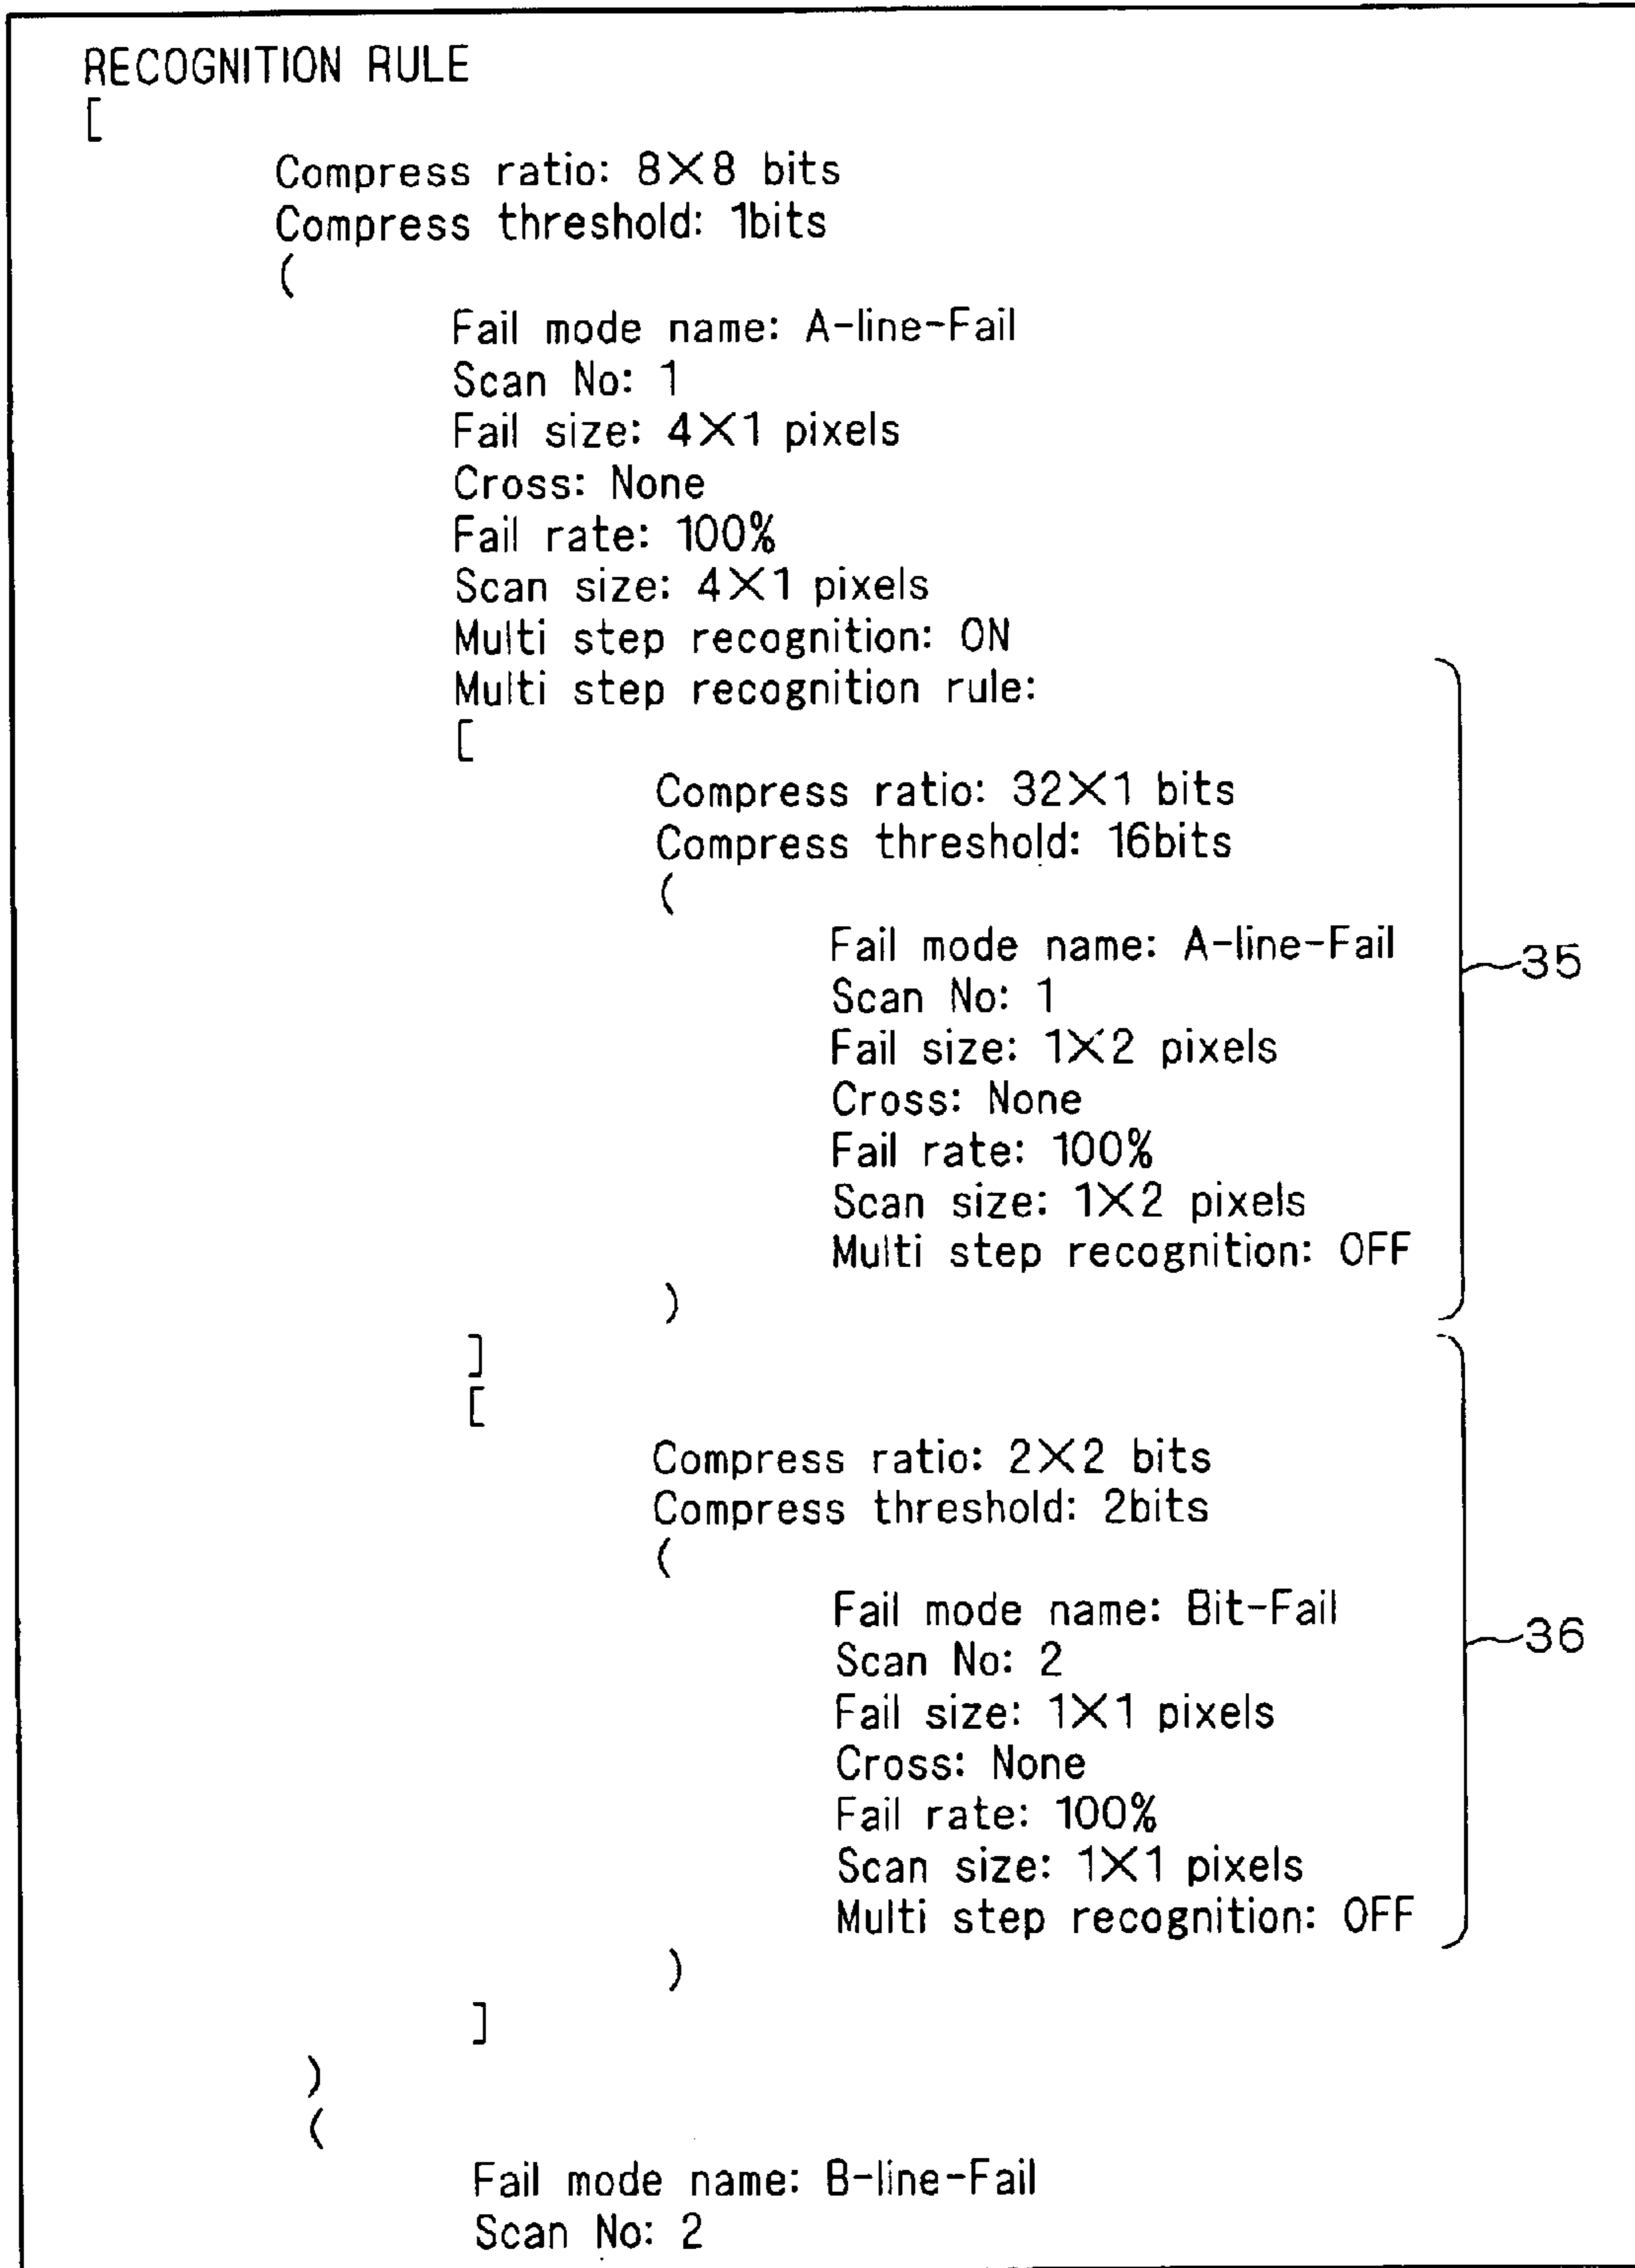 RECOGNITION RULE
[
Compress ratio: 8×8 bits
Compress threshold: 1bits
(
Fail mode name: A-line-Fail
Scan No: 1
Fail size: 4×1 pixels
Cross: None
Fail rate: 100%
Scan size: 4×1 pixels
Multi step recognition: ON
Multi step recognition rule:
[
Compress ratio: 32×1 bits
Compress threshold: 16bits
(
Fail mode name: A-line-Fail
35
Scan No: 1
Fail size: 1×2 pixels
Cross: None
Fail rate: 100%
Scan size: 1×2 pixels
Multi step recognition: OFF
)
]
[
Compress ratio: 2×2 bits
Compress threshold: 2bits
(
Fail mode name: Bit-Fail
36
Scan No: 2
Fail size: 1×1 pixels
Cross: None
Fail rate: 100%
Scan size: 1×1 pixels
Multi step recognition: OFF
)
]
)
(
Fail mode name: B-line-Fail
Scan No: 2